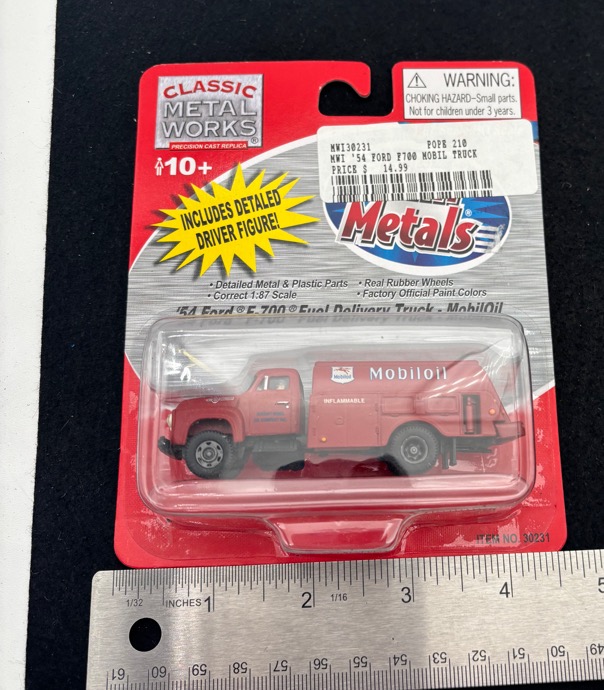 CLASSIC
METAL
WORKS®
PRECISION CAST REPLICA
10+
WARNING:
CHOKING HAZARD–Small parts.
Not for children under 3 years.
MWI30231 POPE 210
MWI '54 FORD F700 MOBIL TRUCK
PRICE $ 14.99
INCLUDES DETALED
DRIVER FIGURE!
Metals®
• Detailed Metal & Plastic Parts • Real Rubber Wheels
• Correct 1:87 Scale • Factory Official Paint Colors
'54 Ford® F-700® Fuel Delivery Truck - MobilOil
Mobiloil
INFLAMMABLE
ITEM NO. 30231
1/32 INCHES 1 2 1/16 3 4 5
61 60 59 58 57 56 55 54 53 52 51 50 49